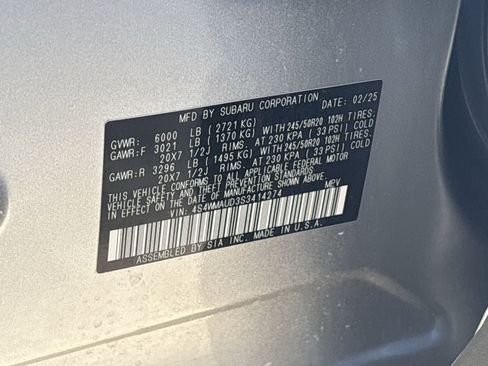 MFD BY SUBARU CORPORATION DATE: 02/25
GVWR: 6000 LB ( 2721 KG)
GAWR:F 3021 LB ( 1370 KG) WITH 245/50R20 102H TIRES.
20X7 1/2J RIMS. AT 230 KPA ( 33 PSI) COLD
GAWR:R 3296 LB ( 1495 KG) WITH 245/50R20 102H TIRES.
20X7 1/2J RIMS. AT 230 KPA ( 33 PSI) COLD
THIS VEHICLE CONFORMS TO ALL APPLICABLE FEDERAL MOTOR
VEHICLE SAFETY AND THEFT PREVENTION STANDARDS
IN EFFECT ON THE DATE OF MANUFACTURE SHOWN ABOVE.
VIN: 4S4WMAUD3S3414274 MPV
ASSEMBLED BY SIA INC. MADE IN U.S.A.